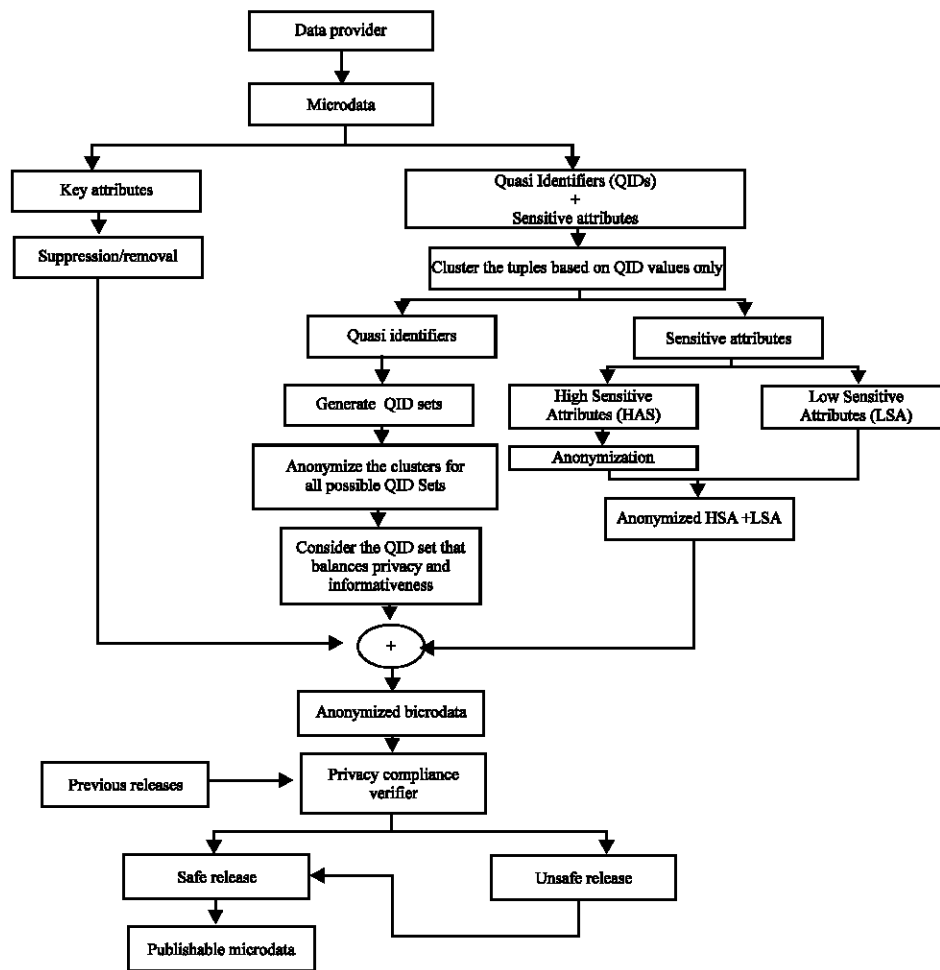 Data provider
Microdata
Key attributes
Quasi Identifiers (QIDs)
+
Sensitive attributes
Suppression/removal
Cluster the tuples based on QID values only
Quasi identifiers
Sensitive attributes
Generate QID sets
High Sensitive
Attributes (HAS)
Low Sensitive
Attributes (LSA)
Anonymize the clusters for
all possible QID Sets
Anonymization
Anonymized HSA +LSA
Consider the QID set that
balances privacy and
informativeness
+
Anonymized bicrodata
Previous releases
Privacy compliance
verifier
Safe release
Unsafe release
Publishable microdata